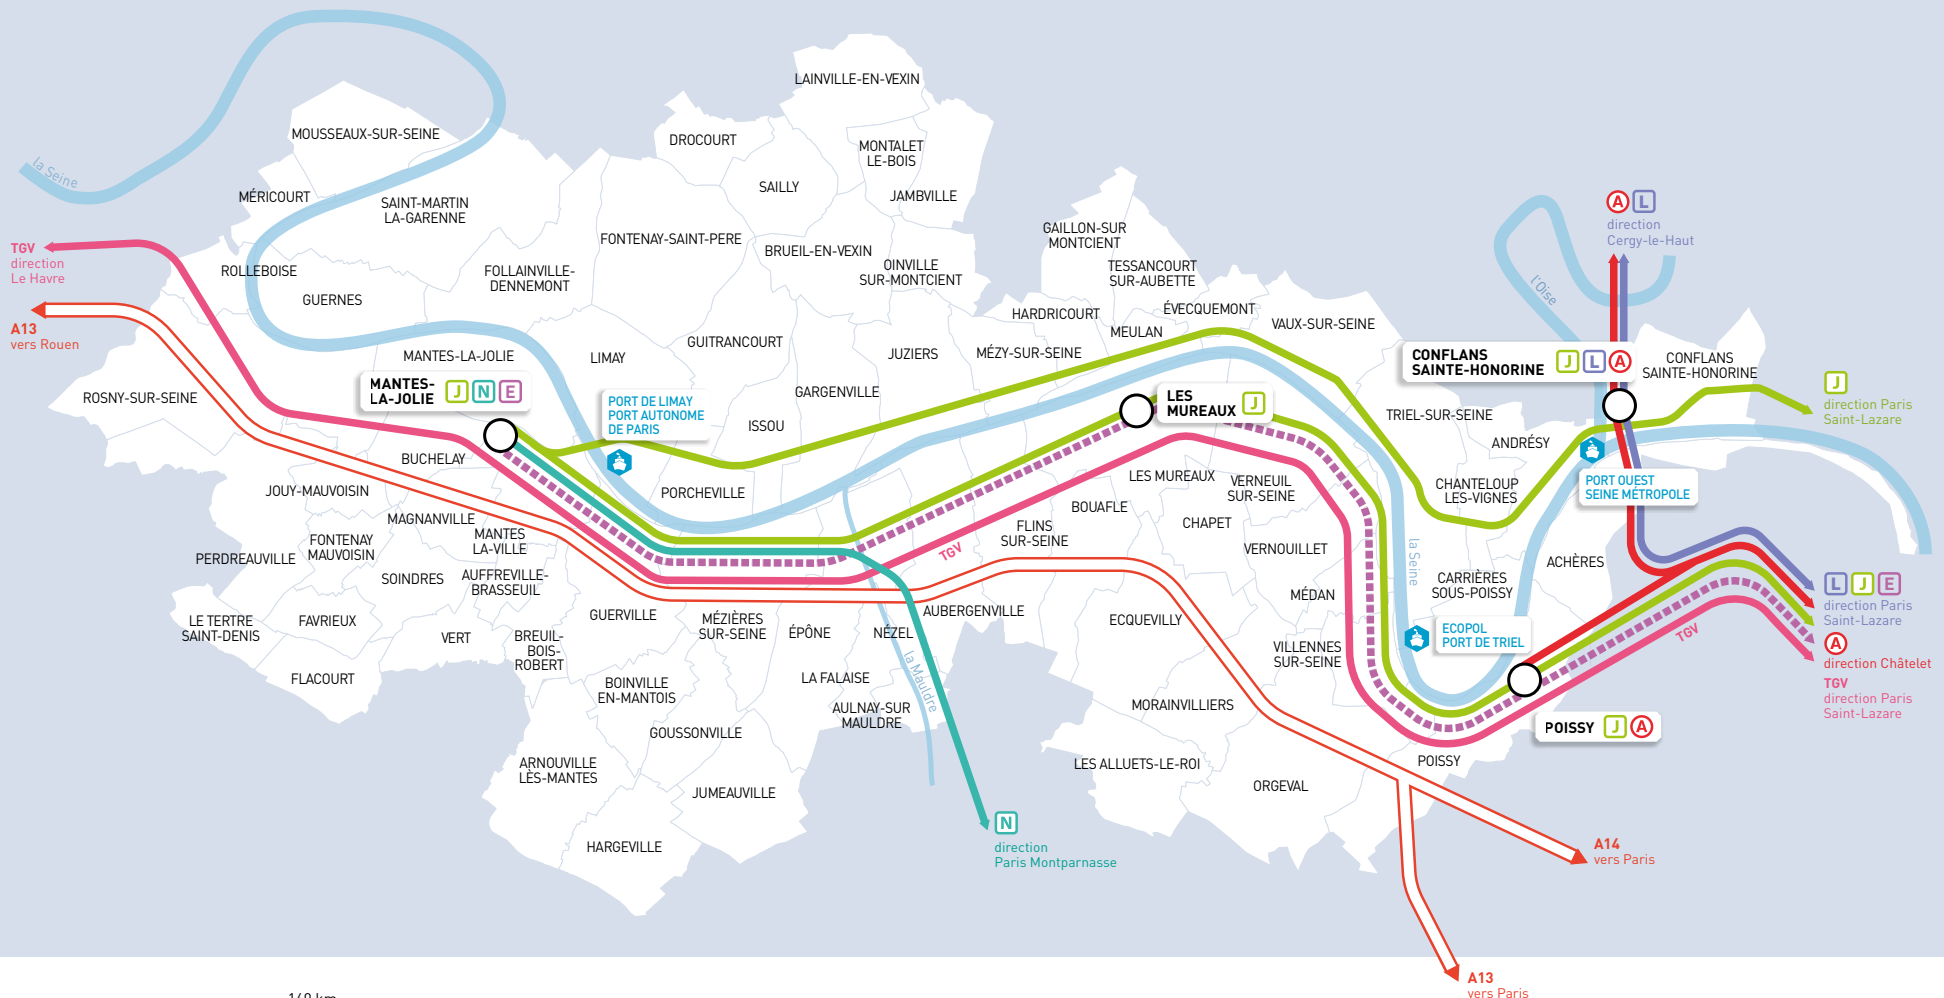 LAINVILLE-EN-VEXIN
MOUSSEAUX-SUR-SEINE
DROCOURT
MONTALET
LE-BOIS
la Seine
SAILLY
MÉRICOURT
SAINT-MARTIN
LA-GARENNE
JAMBVILLE
A L
direction
Cergy-le-Haut
TGV
direction
Le Havre
FONTENAY-SAINT-PERE
BRUEIL-EN-VEXIN
GAILLON-SUR
MONTCIENT
ROLLEBOISE
FOLLAINVILLE-
DENNEMONT
OINVILLE
SUR-MONTCIENT
TESSANCOURT
SUR-AUBETTE
l'Oise
GUERNES
A13
vers Rouen
HARDRICOURT
ÉVECQUEMONT
MEULAN
VAUX-SUR-SEINE
MANTES-LA-JOLIE
LIMAY
GUITRANCOURT
JUZIERS
MÉZY-SUR-SEINE
CONFLANS
SAINTE-HONORINE
J L A
CONFLANS
SAINTE-HONORINE
ROSNY-SUR-SEINE
MANTES-
LA-JOLIE
J N E
PORT DE LIMAY
PORT AUTONOME
DE PARIS
GARGENVILLE
ISSOU
LES
MUREAUX
J
TRIEL-SUR-SEINE
ANDRÉSY
J
direction Paris
Saint-Lazare
BUCHELAY
JOUY-MAUVOISIN
PORCHEVILLE
LES MUREAUX
VERNEUIL
SUR-SEINE
CHANTELOUP
LES-VIGNES
PORT OUEST
SEINE MÉTROPOLE
BOUAFLE
MAGNANVILLE
FONTENAY
MAUVOISIN
MANTES
LA-VILLE
FLINS
SUR-SEINE
CHAPET
TGV
VERNOUILLET
la Seine
PERDREAUVILLE
SOINDRES
AUFFREVILLE-
BRASSEUIL
ACHÈRES
CARRIÈRES
SOUS-POISSY
MÉDAN
L J E
direction Paris
Saint-Lazare
LE TERTRE
SAINT-DENIS
FAVRIEUX
GUERVILLE
MÉZIÈRES
SUR-SEINE
ÉPÔNE
NÉZEL
AUBERGENVILLE
ECQUEVILLY
ECOPOL
PORT DE TRIEL
TGV
VERT
BREUIL-
BOIS-
ROBERT
VILLENNES
SUR-SEINE
A
direction Châtelet
FLACOURT
BOINVILLE
EN-MANTOIS
LA FALAISE
la Mauldre
TGV
direction Paris
Saint-Lazare
AULNAY-SUR
MAULDRE
MORAINVILLIERS
POISSY
J A
GOUSSONVILLE
ARNOUVILLE
LÈS-MANTES
LES ALLUETS-LE-ROI
POISSY
JUMEAUVILLE
ORGEVAL
N
direction
Paris Montparnasse
HARGEVILLE
A14
vers Paris
A13
vers Paris